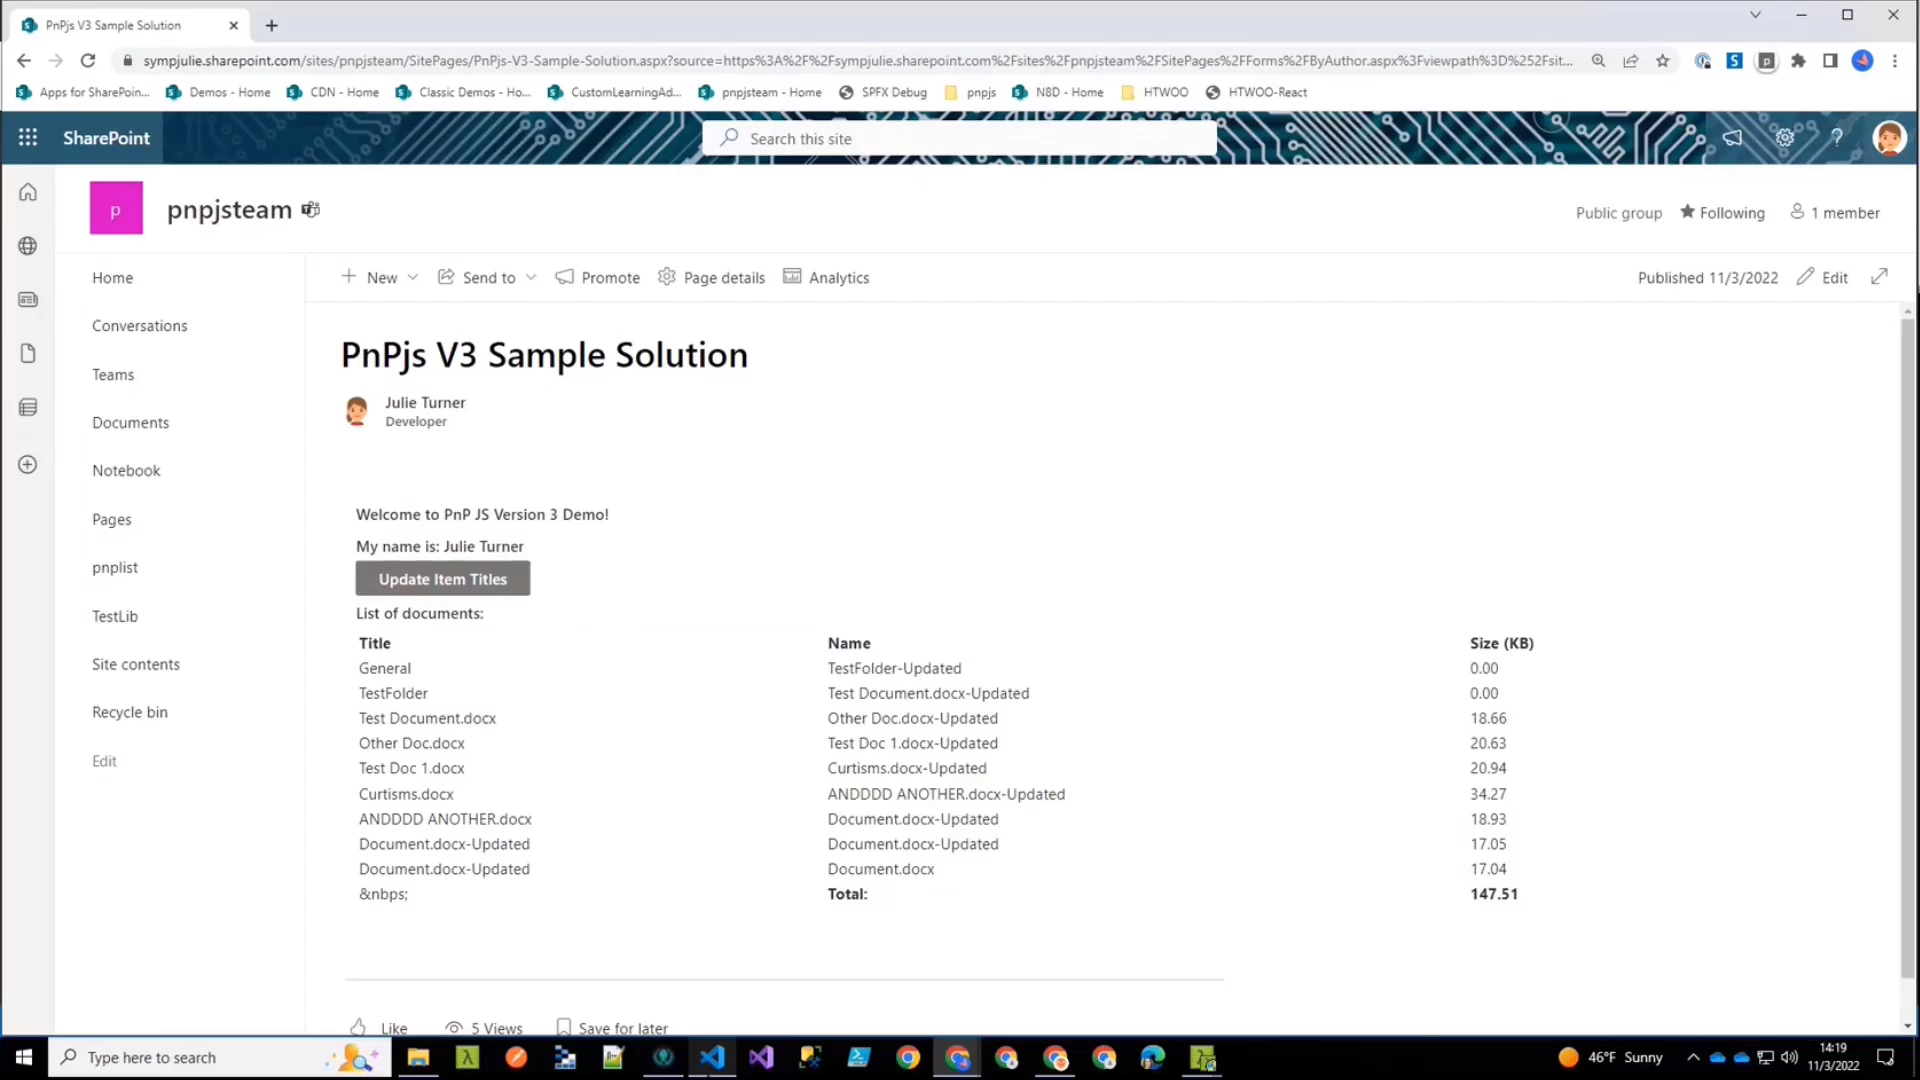 PnPjs V3 Sample Solution
sympjulie.sharepoint.com/sites/pnpjsteam/SitePages/PnPjs-V3-Sample-Solution.aspx?source=https%3A%2F%2Fsympjulie.sharepoint.com%2Fsites%2Fpnpjsteam%2FSitePages%2FForms%2FByAuthor.aspx%3Fviewpath%3D%252Fsit...
Apps for SharePoin... Demos - Home CDN - Home Classic Demos - Ho... CustomLearningAd... pnpjsteam - Home SPFX Debug pnpjs N8D - Home HTWOO HTWOO-React
SharePoint Search this site
p pnpjsteam Public group Following 1 member
Home
Conversations
Teams
Documents
Notebook
Pages
pnplist
TestLib
Site contents
Recycle bin
Edit
New Send to Promote Page details Analytics Published 11/3/2022 Edit
PnPjs V3 Sample Solution
Julie Turner
Developer
Welcome to PnP JS Version 3 Demo!
My name is: Julie Turner
Update Item Titles
List of documents:
Title Name Size (KB)
General TestFolder-Updated 0.00
TestFolder Test Document.docx-Updated 0.00
Test Document.docx Other Doc.docx-Updated 18.66
Other Doc.docx Test Doc 1.docx-Updated 20.63
Test Doc 1.docx Curtisms.docx-Updated 20.94
Curtisms.docx ANDDDD ANOTHER.docx-Updated 34.27
ANDDDD ANOTHER.docx Document.docx-Updated 18.93
Document.docx-Updated Document.docx-Updated 17.05
Document.docx-Updated Document.docx 17.04
&nbps; Total: 147.51
Like 5 Views Save for later
Type here to search 46°F Sunny 14:19
11/3/2022